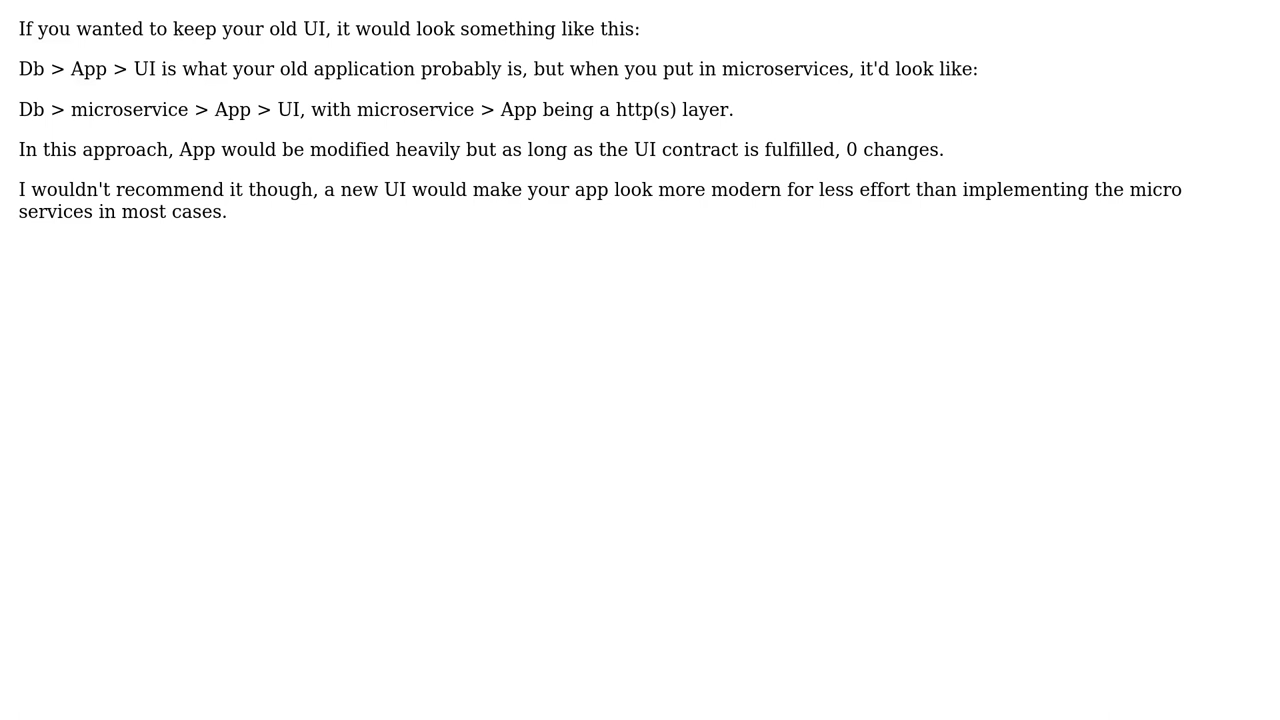 If you wanted to keep your old UI, it would look something like this:
Db > App > UI is what your old application probably is, but when you put in microservices, it'd look like:
Db > microservice > App > UI, with microservice > App being a http(s) layer.
In this approach, App would be modified heavily but as long as the UI contract is fulfilled, 0 changes.
I wouldn't recommend it though, a new UI would make your app look more modern for less effort than implementing the micro
services in most cases.